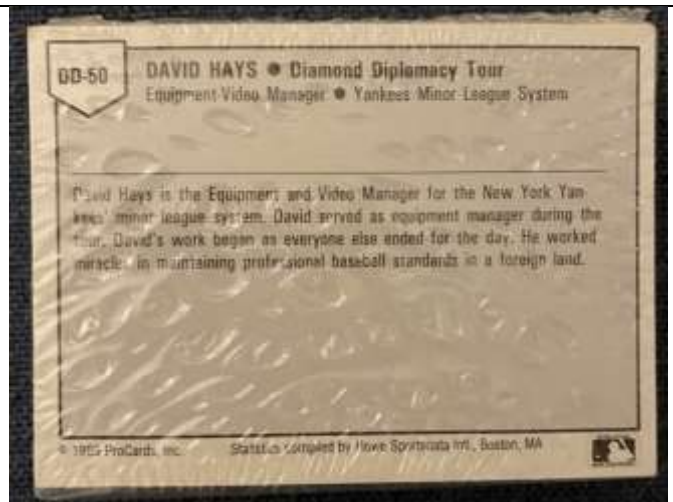 DD-50
DAVID HAYS ● Diamond Diplomacy Tour
Equipment-Video Manager ● Yankees Minor League System
David Hays is the Equipment and Video Manager for the New York Yan-
kees' minor league system. David served as equipment manager during the
tour. David's work began as everyone else ended for the day. He worked
miracles in maintaining professional baseball standards in a foreign land.
© ProCards, Inc.
Statistics compiled by Howe Sportsdata Int., Boston, MA